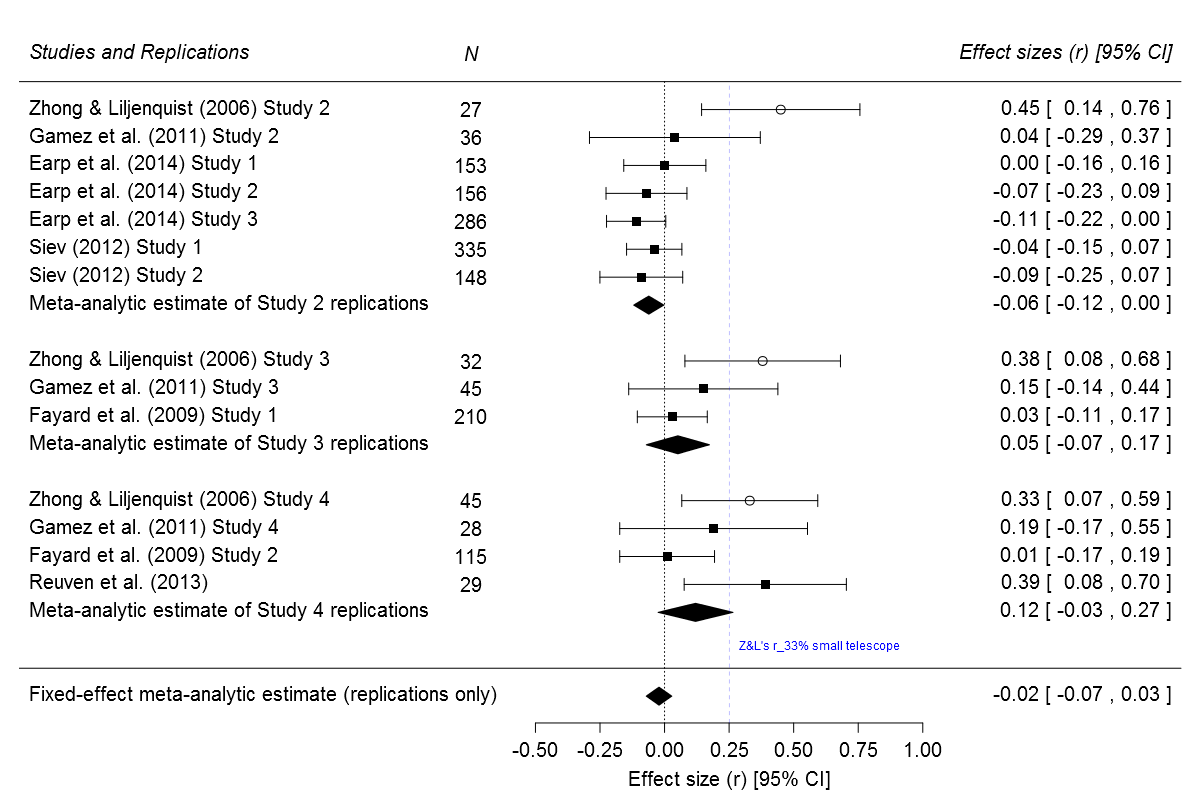 Studies and Replications N Effect sizes (r) [95% CI]
Zhong & Liljenquist (2006) Study 2 27 0.45 [ 0.14 , 0.76 ]
Gamez et al. (2011) Study 2 36 0.04 [ -0.29 , 0.37 ]
Earp et al. (2014) Study 1 153 0.00 [ -0.16 , 0.16 ]
Earp et al. (2014) Study 2 156 -0.07 [ -0.23 , 0.09 ]
Earp et al. (2014) Study 3 286 -0.11 [ -0.22 , 0.00 ]
Siev (2012) Study 1 335 -0.04 [ -0.15 , 0.07 ]
Siev (2012) Study 2 148 -0.09 [ -0.25 , 0.07 ]
Meta-analytic estimate of Study 2 replications -0.06 [ -0.12 , 0.00 ]
Zhong & Liljenquist (2006) Study 3 32 0.38 [ 0.08 , 0.68 ]
Gamez et al. (2011) Study 3 45 0.15 [ -0.14 , 0.44 ]
Fayard et al. (2009) Study 1 210 0.03 [ -0.11 , 0.17 ]
Meta-analytic estimate of Study 3 replications 0.05 [ -0.07 , 0.17 ]
Zhong & Liljenquist (2006) Study 4 45 0.33 [ 0.07 , 0.59 ]
Gamez et al. (2011) Study 4 28 0.19 [ -0.17 , 0.55 ]
Fayard et al. (2009) Study 2 115 0.01 [ -0.17 , 0.19 ]
Reuven et al. (2013) 29 0.39 [ 0.08 , 0.70 ]
Meta-analytic estimate of Study 4 replications 0.12 [ -0.03 , 0.27 ]
Z&L's r_33% small telescope
Fixed-effect meta-analytic estimate (replications only) -0.02 [ -0.07 , 0.03 ]
-0.50 -0.25 0.00 0.25 0.50 0.75 1.00
Effect size (r) [95% CI]